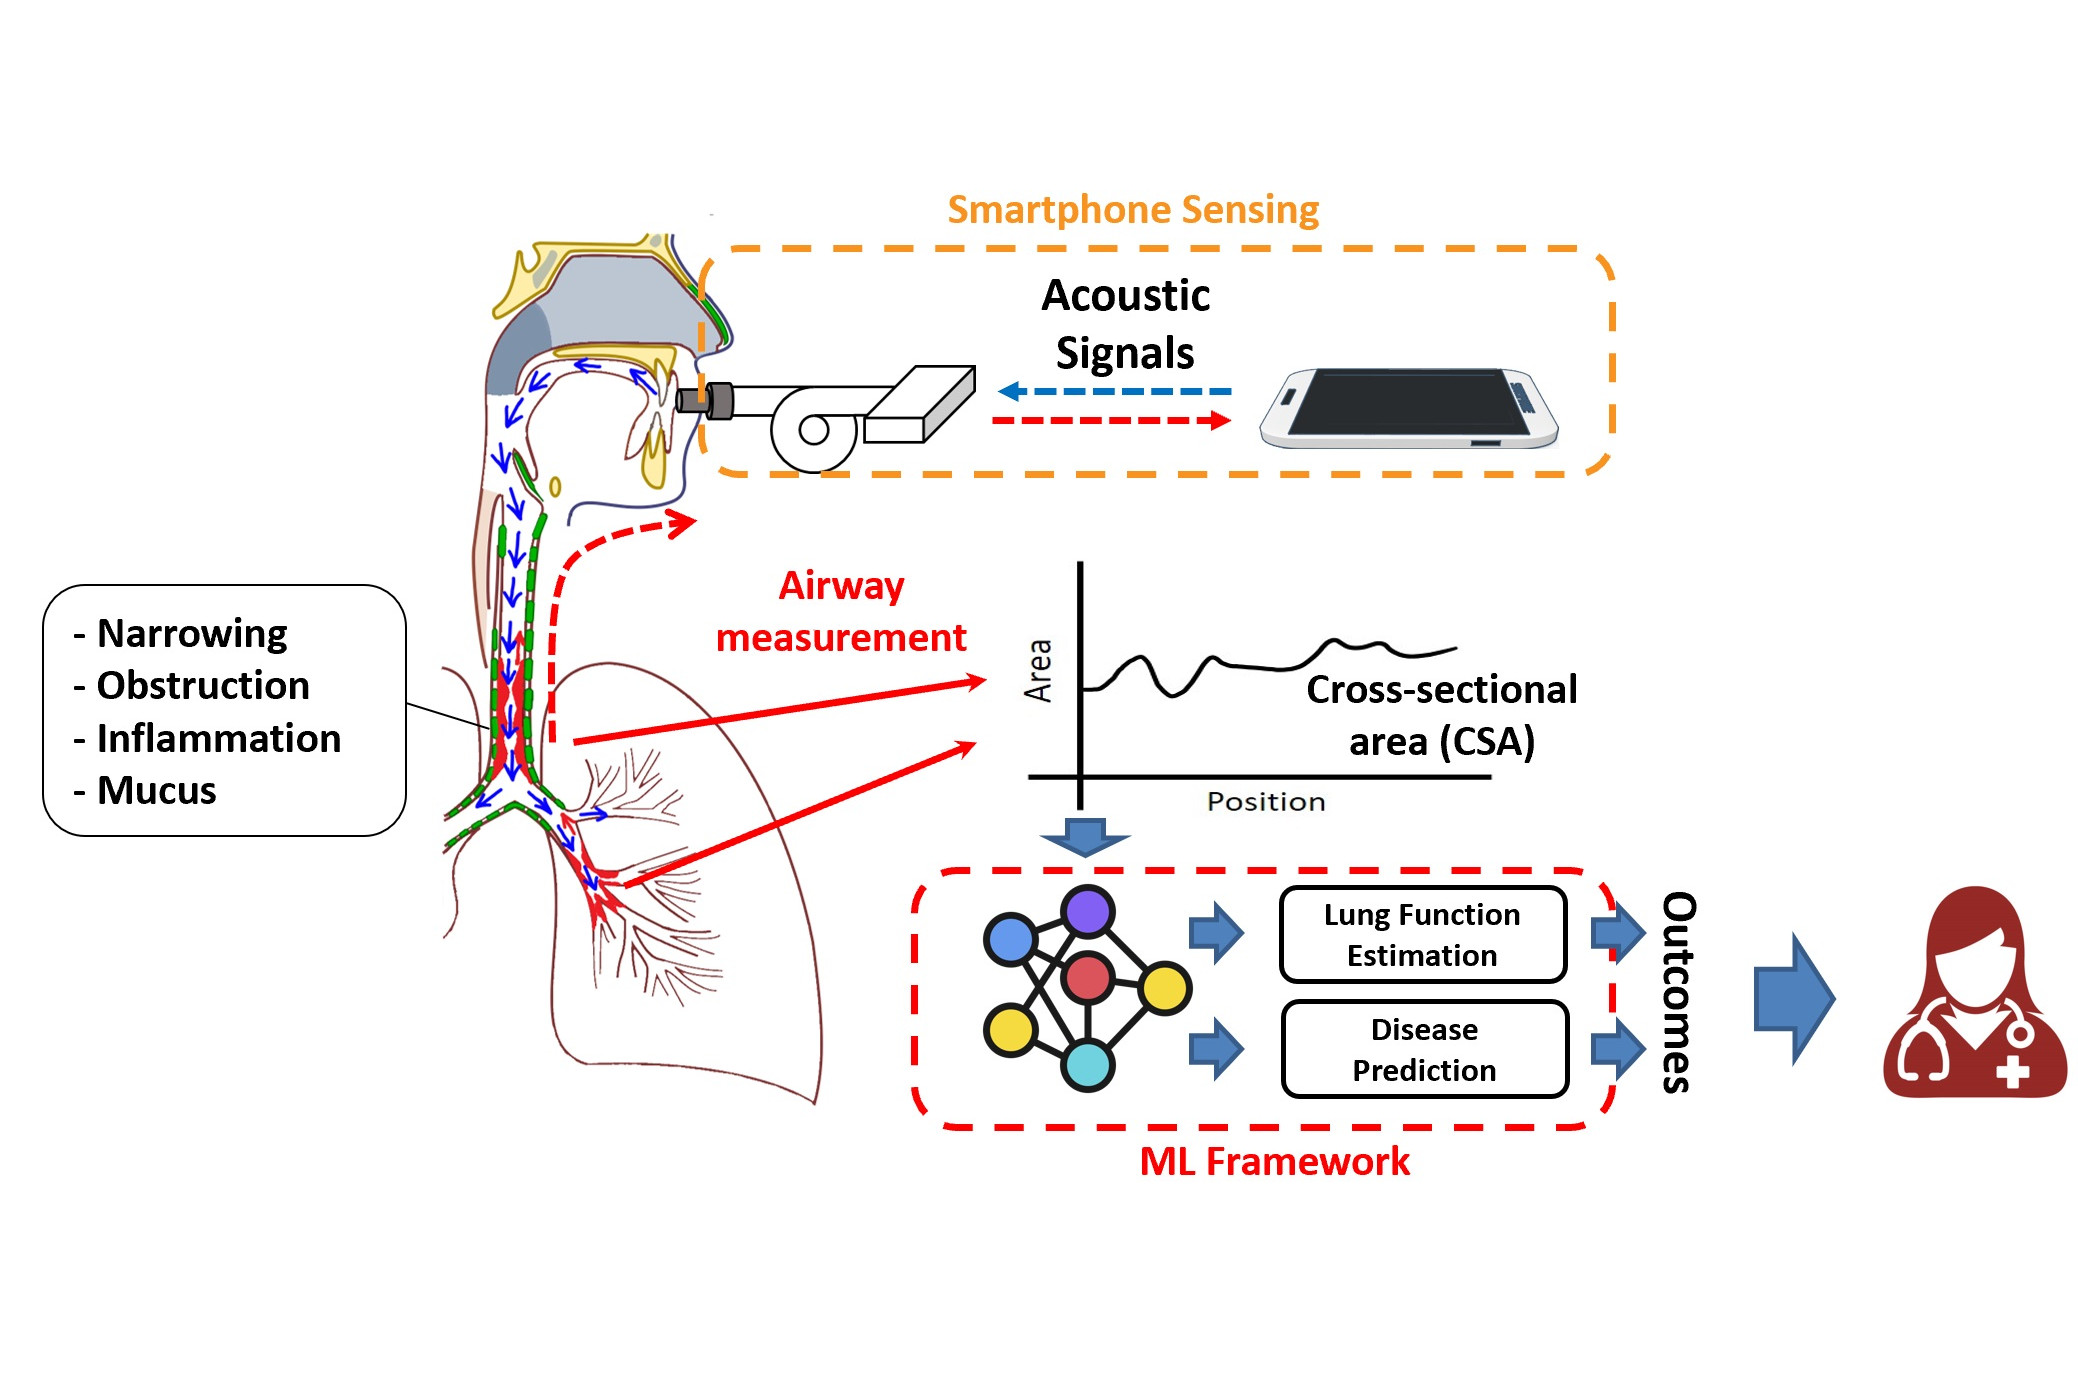 Smartphone Sensing
Acoustic
Signals
- Narrowing
- Obstruction
- Inflammation
- Mucus
Airway
measurement
Area
Cross-sectional
area (CSA)
Position
Lung Function
Estimation
Disease
Prediction
Outcomes
ML Framework